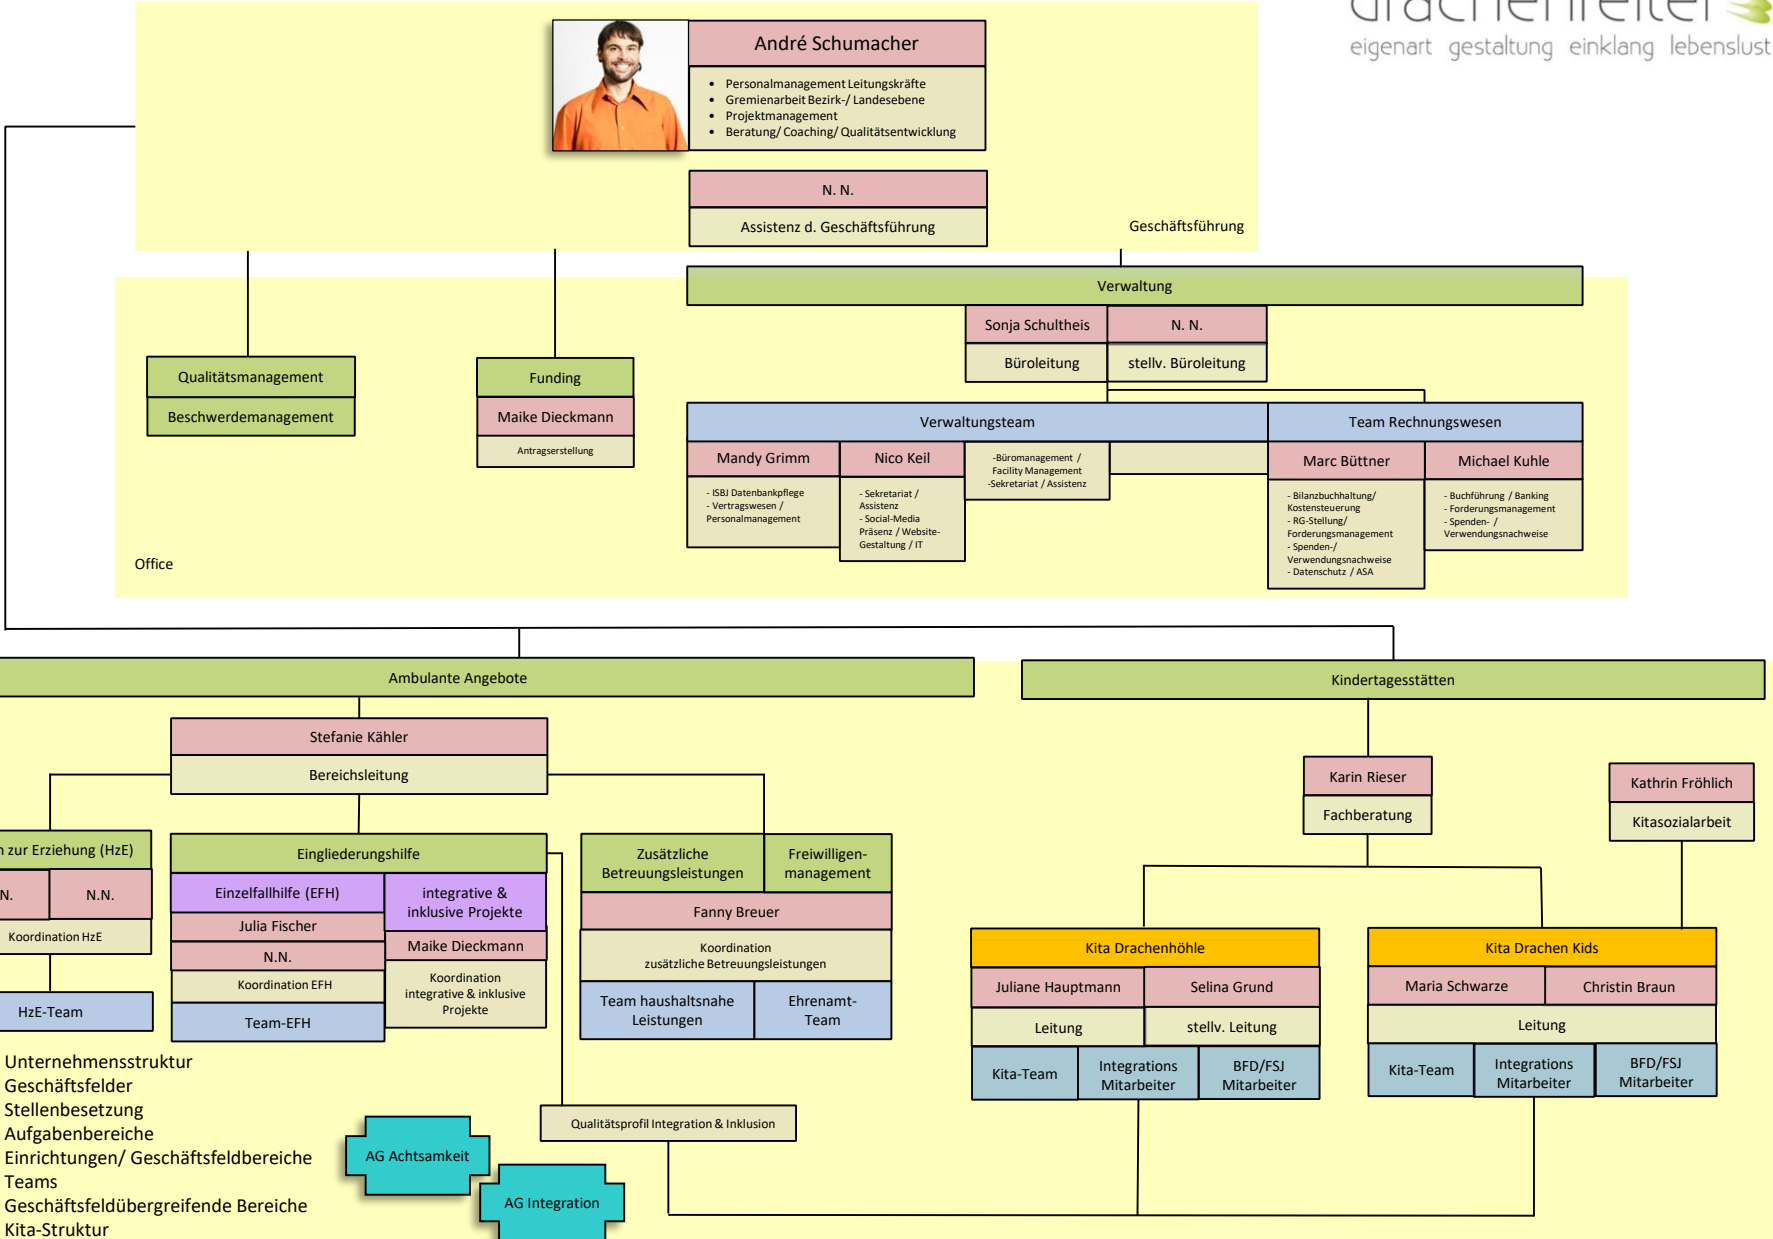 drachenreiter
eigenart gestaltung einklang lebenslust
André Schumacher
• Personalmanagement Leitungskräfte
• Gremienarbeit Bezirk-/ Landesebene
• Projektmanagement
• Beratung/ Coaching/ Qualitätsentwicklung
N. N.
Assistenz d. Geschäftsführung
Geschäftsführung
Verwaltung
Sonja Schultheis
N. N.
Büroleitung
stellv. Büroleitung
Qualitätsmanagement
Beschwerdemanagement
Funding
Maike Dieckmann
Antragserstellung
Verwaltungsteam
Team Rechnungswesen
Mandy Grimm
- ISBJ Datenbankpflege
- Vertragswesen /
Personalmanagement
Nico Keil
- Sekretariat /
Assistenz
- Social-Media
Präsenz / Website-
Gestaltung / IT
-Büromanagement /
Facility Management
-Sekretariat / Assistenz
Marc Büttner
- Bilanzbuchhaltung/
Kostensteuerung
- RG-Stellung/
Forderungsmanagement
- Spenden-/
Verwendungsnachweise
- Datenschutz / ASA
Michael Kuhle
- Buchführung / Banking
- Forderungsmanagement
- Spenden- /
Verwendungsnachweise
Office
Ambulante Angebote
Kindertagesstätten
Stefanie Kähler
Bereichsleitung
Karin Rieser
Fachberatung
Kathrin Fröhlich
Kitasozialarbeit
n zur Erziehung (HzE)
N.
N.N.
Koordination HzE
HzE-Team
Eingliederungshilfe
Einzelfallhilfe (EFH)
Julia Fischer
N.N.
Koordination EFH
Team-EFH
integrative &
inklusive Projekte
Maike Dieckmann
Koordination
integrative & inklusive
Projekte
Zusätzliche
Betreuungsleistungen
Freiwilligen-
management
Fanny Breuer
Koordination
zusätzliche Betreuungsleistungen
Team haushaltsnahe
Leistungen
Ehrenamt-
Team
Kita Drachenhöhle
Juliane Hauptmann
Selina Grund
Leitung
stellv. Leitung
Kita-Team
Integrations
Mitarbeiter
BFD/FSJ
Mitarbeiter
Kita Drachen Kids
Maria Schwarze
Christin Braun
Leitung
Kita-Team
Integrations
Mitarbeiter
BFD/FSJ
Mitarbeiter
Unternehmensstruktur
Geschäftsfelder
Stellenbesetzung
Aufgabenbereiche
Einrichtungen/ Geschäftsfeldbereiche
Teams
Geschäftsfeldübergreifende Bereiche
Kita-Struktur
AG Achtsamkeit
AG Integration
Qualitätsprofil Integration & Inklusion